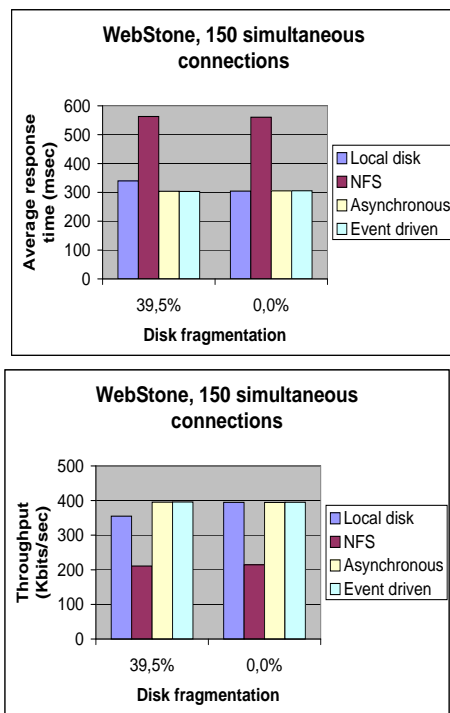 WebStone, 150 simultaneous
connections
Average response
time (msec)
600
500
400
300
200
100
0
39,5%
0,0%
Disk fragmentation
Local disk
NFS
Asynchronous
Event driven
WebStone, 150 simultaneous
connections
Throughput
(Kbits/sec)
500
400
300
200
100
0
39,5%
0,0%
Disk fragmentation
Local disk
NFS
Asynchronous
Event driven